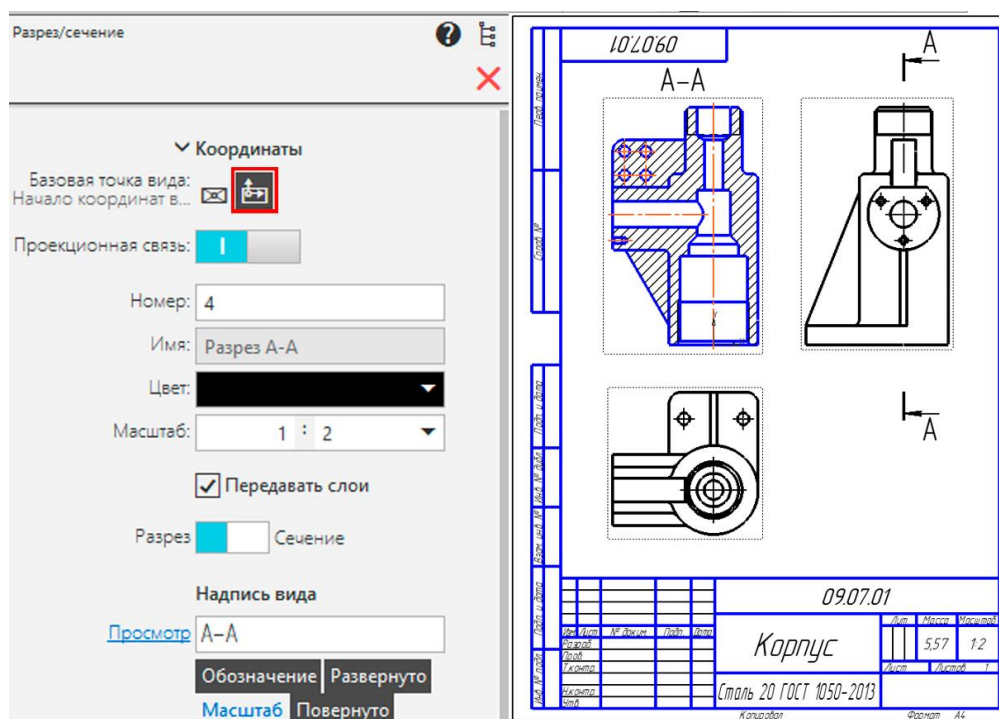 Разрез/сечение
Координаты
Базовая точка вида:
Начало координат в...
Проекционная связь:
Номер: 4
Имя: Разрез А-А
Цвет:
Масштаб: 1 : 2
Передавать слои
Разрез Сечение
Надпись вида
Просмотр А–А
Обозначение Развернуто
Масштаб Повернуто
09.07.01
А
А–А
А
Перв. примен.
Справ. №
Подп. и дата
Инв. № дубл.
Взам. инв. №
Подп. и дата
Инв. № подл.
09.07.01
Лит. Масса Масштаб
Изм. Лист № докум. Подп. Дата
Разраб.
Пров.
Т.контр.
Корпус
5,57 1:2
Лист Листов 1
Н.контр.
Утв.
Сталь 20 ГОСТ 1050-2013
Копировал Формат А4